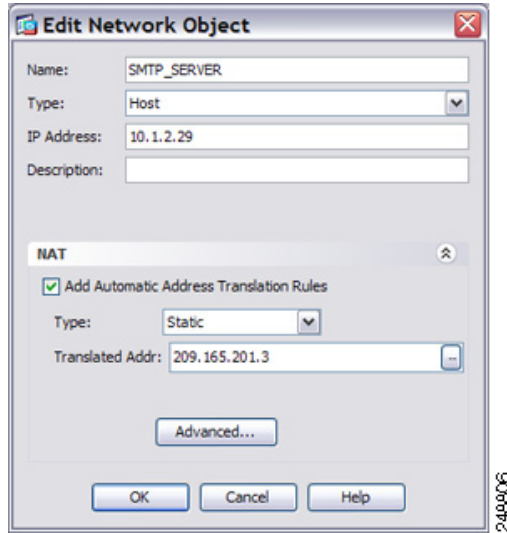 Edit Network Object
Name: SMTP_SERVER
Type: Host
IP Address: 10.1.2.29
Description:
NAT
Add Automatic Address Translation Rules
Type: Static
Translated Addr: 209.165.201.3 ...
Advanced...
OK Cancel Help
248806